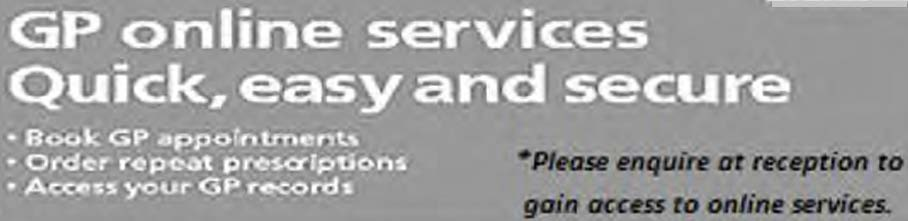 GP online services
Quick, easy and secure
• Book GP appointments
• Order repeat prescriptions
• Access your GP records
*Please enquire at reception to
gain access to online services.